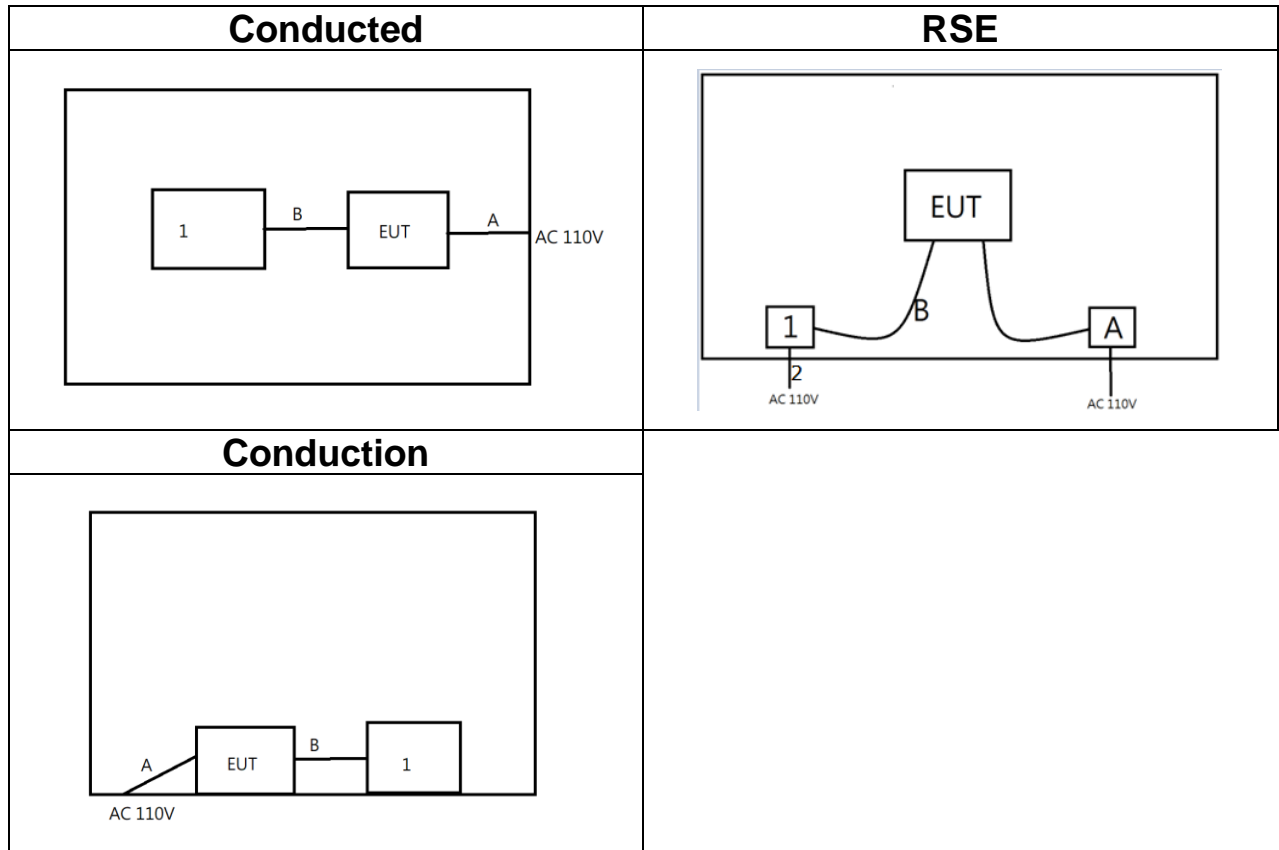 Conducted
1
B
EUT
A
AC 110V
RSE
EUT
B
1
A
2
AC 110V
AC 110V
Conduction
A
EUT
B
1
AC 110V